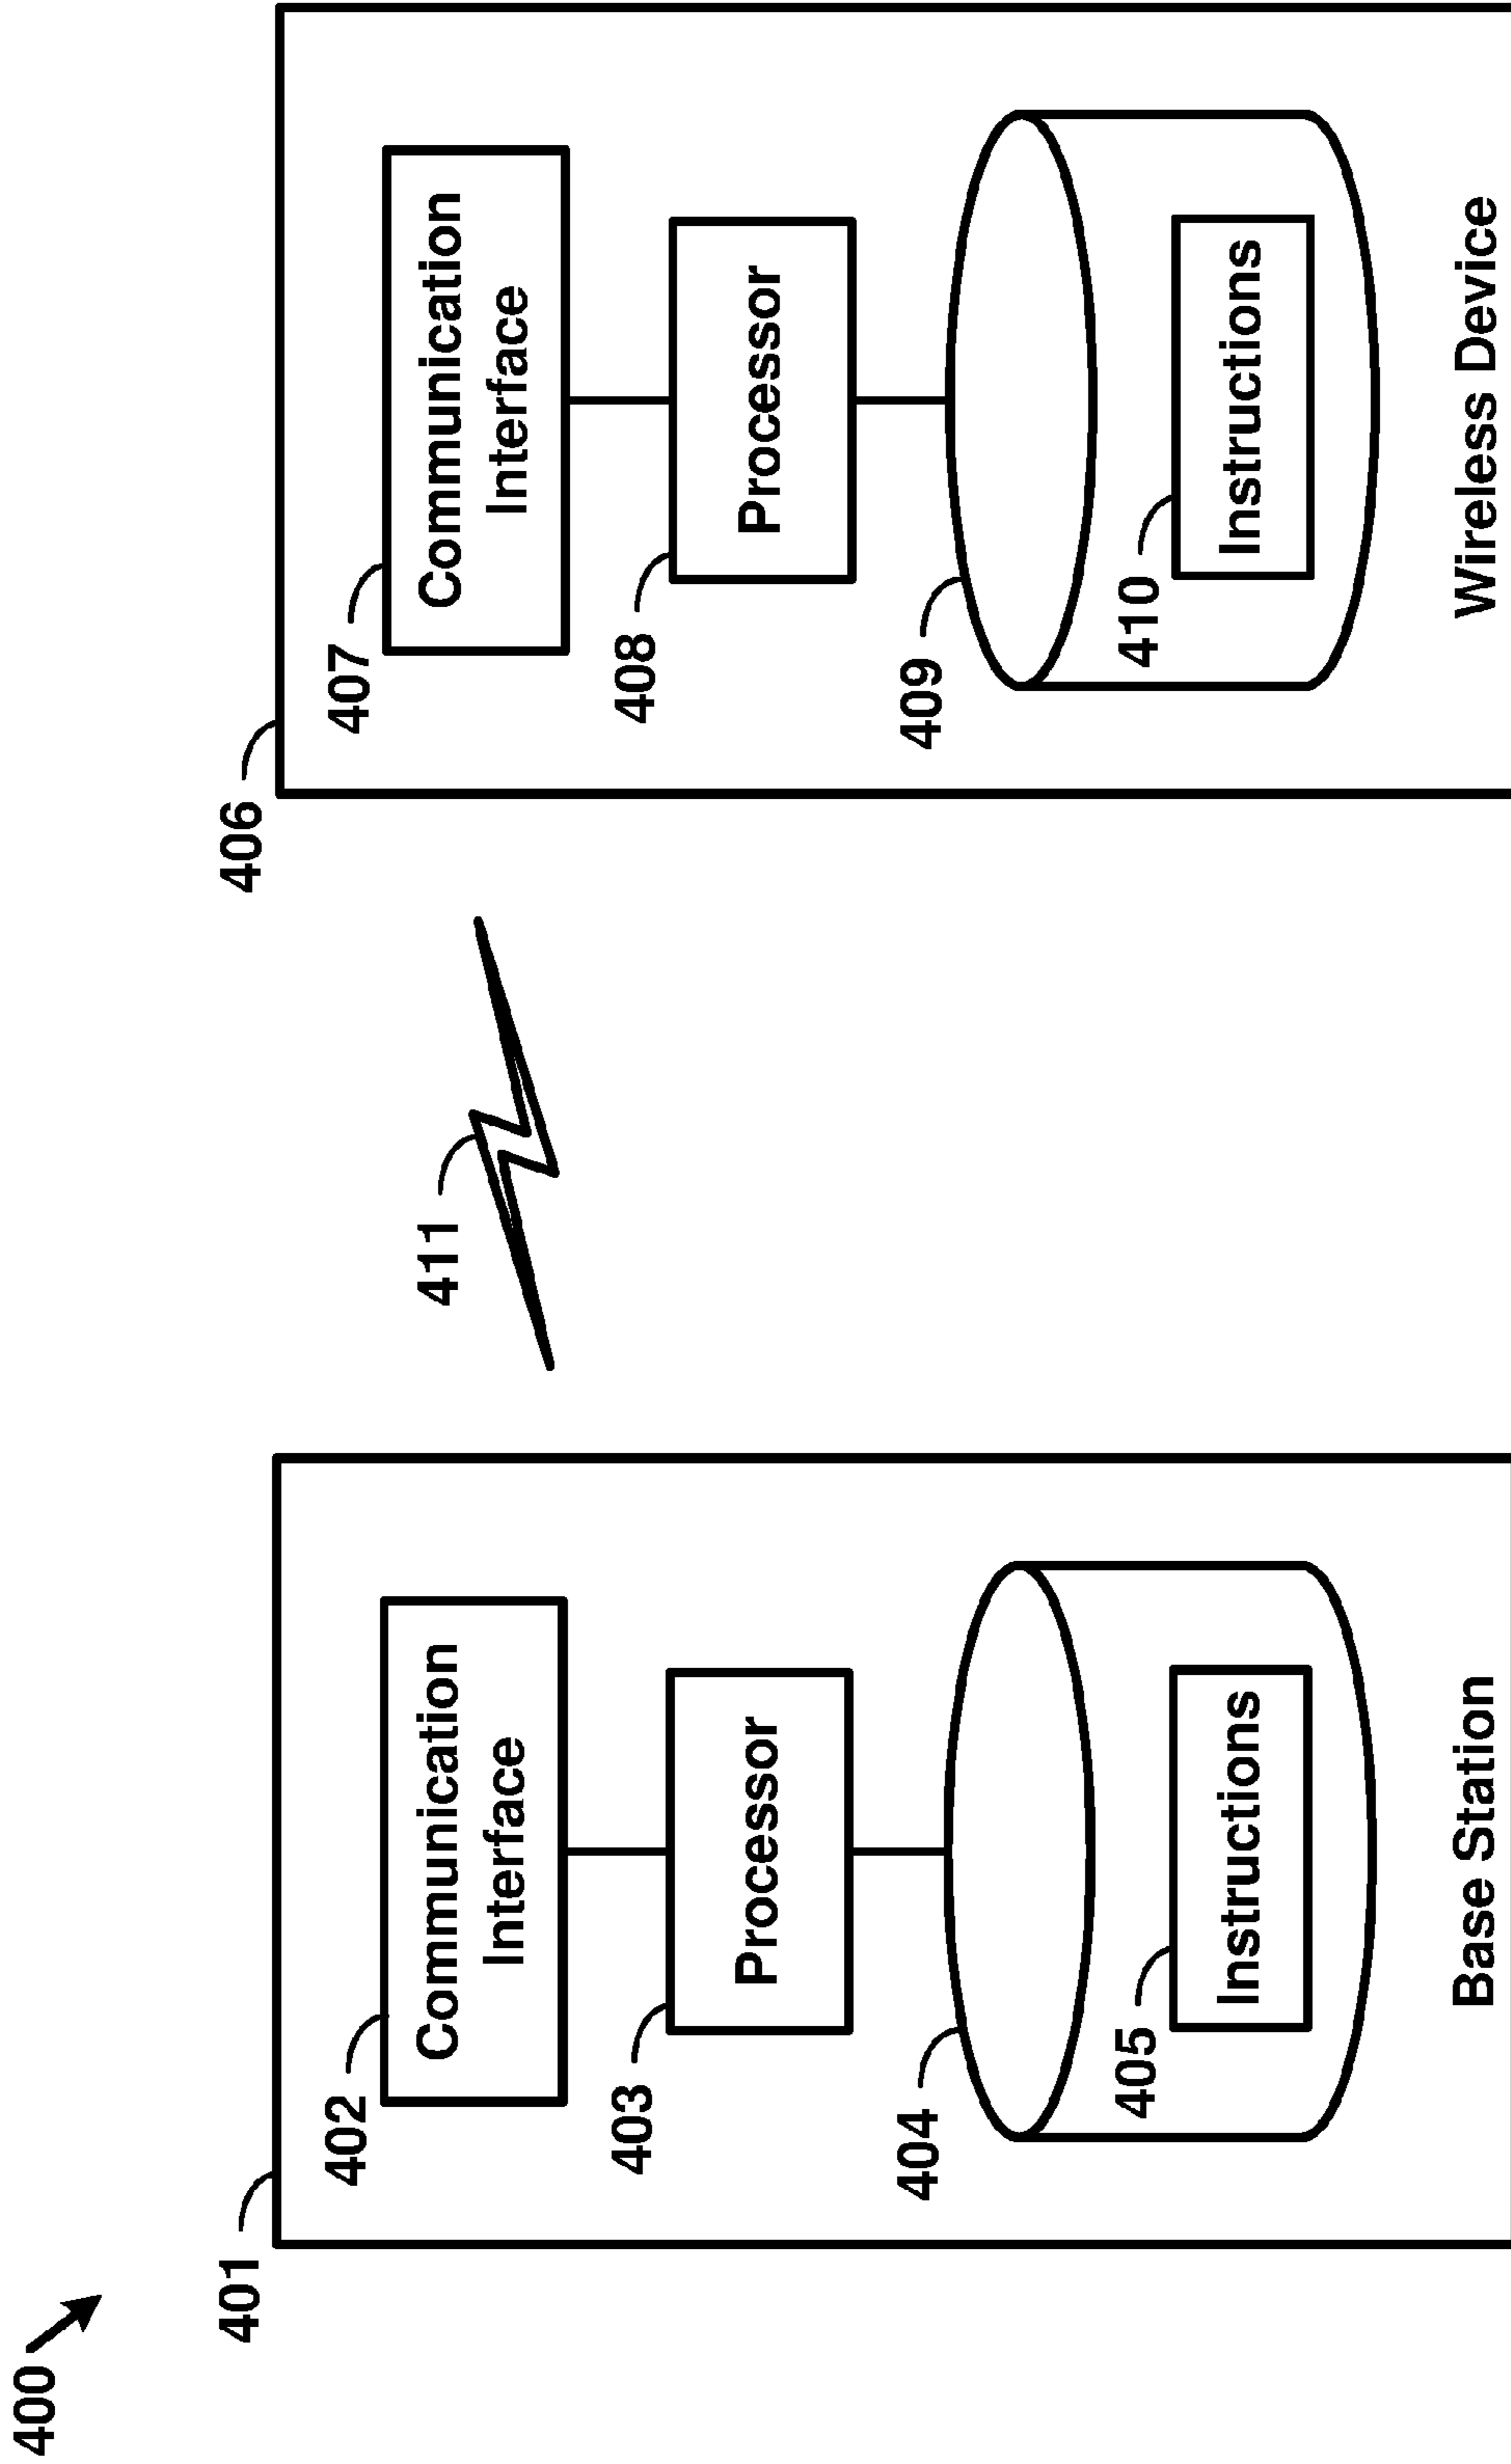 400
401
402
Communication
Interface
403
Processor
404
405
Instructions
Base Station
411
406
407
Communication
Interface
408
Processor
409
410
Instructions
Wireless Device